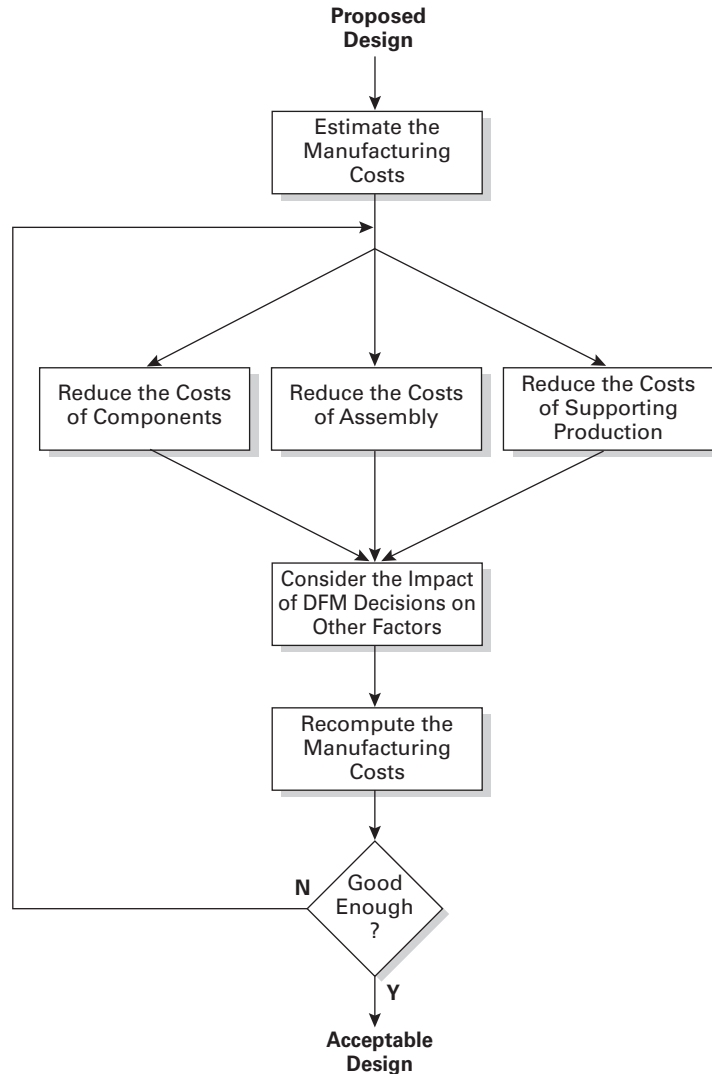 Proposed
Design
Estimate the
Manufacturing
Costs
Reduce the Costs
of Components
Reduce the Costs
of Assembly
Reduce the Costs
of Supporting
Production
Consider the Impact
of DFM Decisions on
Other Factors
Recompute the
Manufacturing
Costs
N
Good
Enough
?
Y
Acceptable
Design